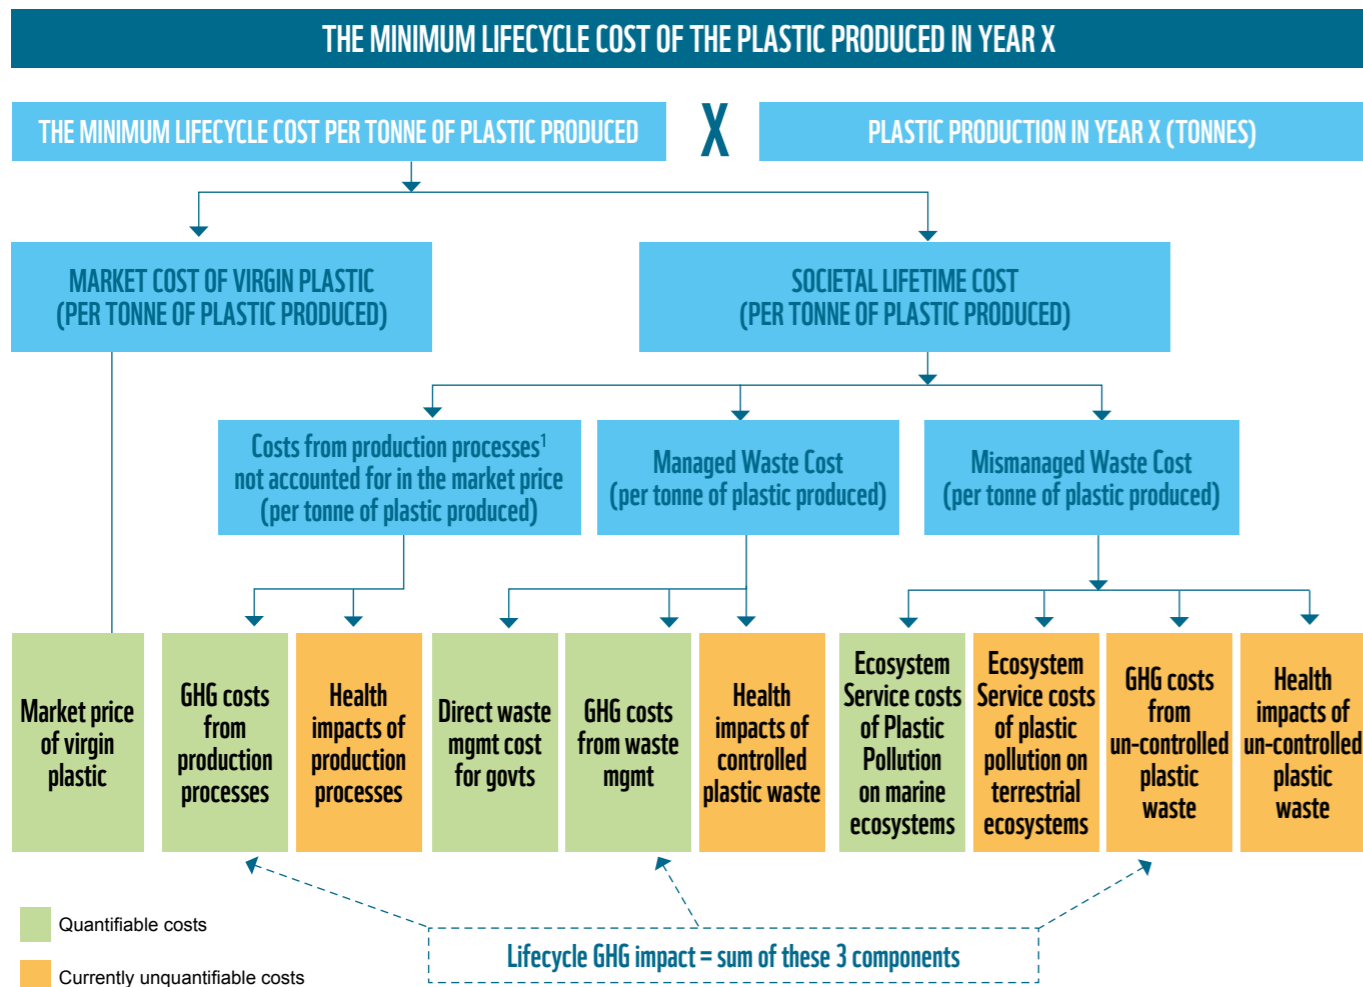 THE MINIMUM LIFECYCLE COST OF THE PLASTIC PRODUCED IN YEAR X
THE MINIMUM LIFECYCLE COST PER TONNE OF PLASTIC PRODUCED
X
PLASTIC PRODUCTION IN YEAR X (TONNES)
MARKET COST OF VIRGIN PLASTIC
(PER TONNE OF PLASTIC PRODUCED)
SOCIETAL LIFETIME COST
(PER TONNE OF PLASTIC PRODUCED)
Costs from production processes¹
not accounted for in the market price
(per tonne of plastic produced)
Managed Waste Cost
(per tonne of plastic produced)
Mismanaged Waste Cost
(per tonne of plastic produced)
Market price
of virgin
plastic
GHG costs
from
production
processes
Health
impacts of
production
processes
Direct waste
mgmt cost
for govts
GHG costs
from waste
mgmt
Health
impacts of
controlled
plastic waste
Ecosystem
Service costs
of Plastic
Pollution
on marine
ecosystems
Ecosystem
Service costs
of plastic
pollution on
terrestrial
ecosystems
GHG costs
from
un-controlled
plastic
waste
Health
impacts of
un-controlled
plastic
waste
Quantifiable costs
Currently unquantifiable costs
Lifecycle GHG impact = sum of these 3 components